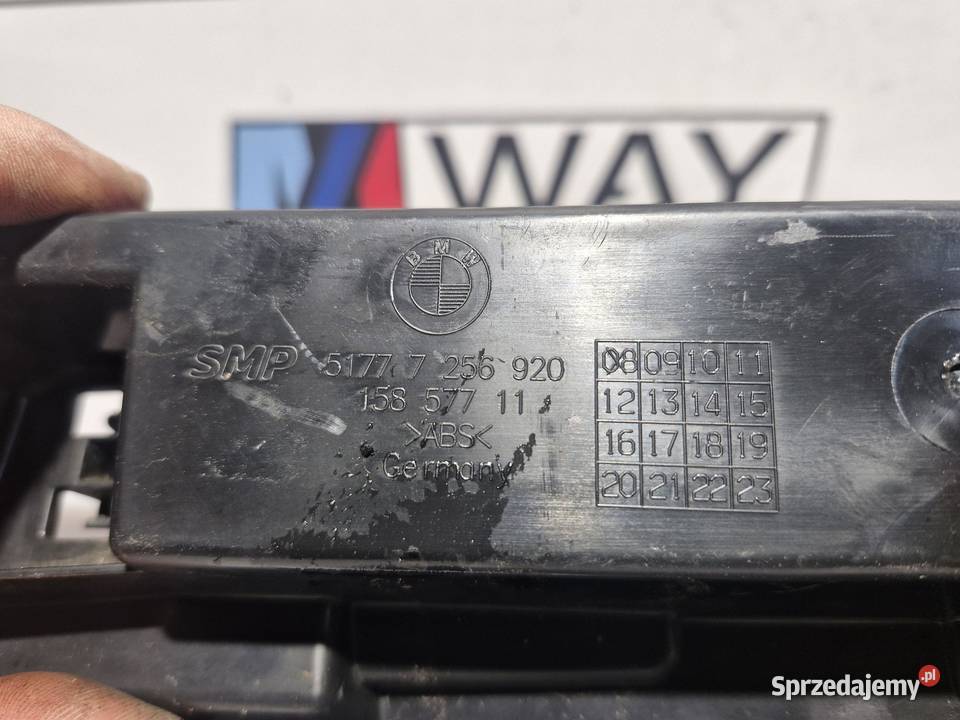 M WAY
BMW
SMP 5177 7 256 920
158 577 11
>ABS<
Germany
08 09 10 11
12 13 14 15
16 17 18 19
20 21 22 23
Sprzedajemy.pl